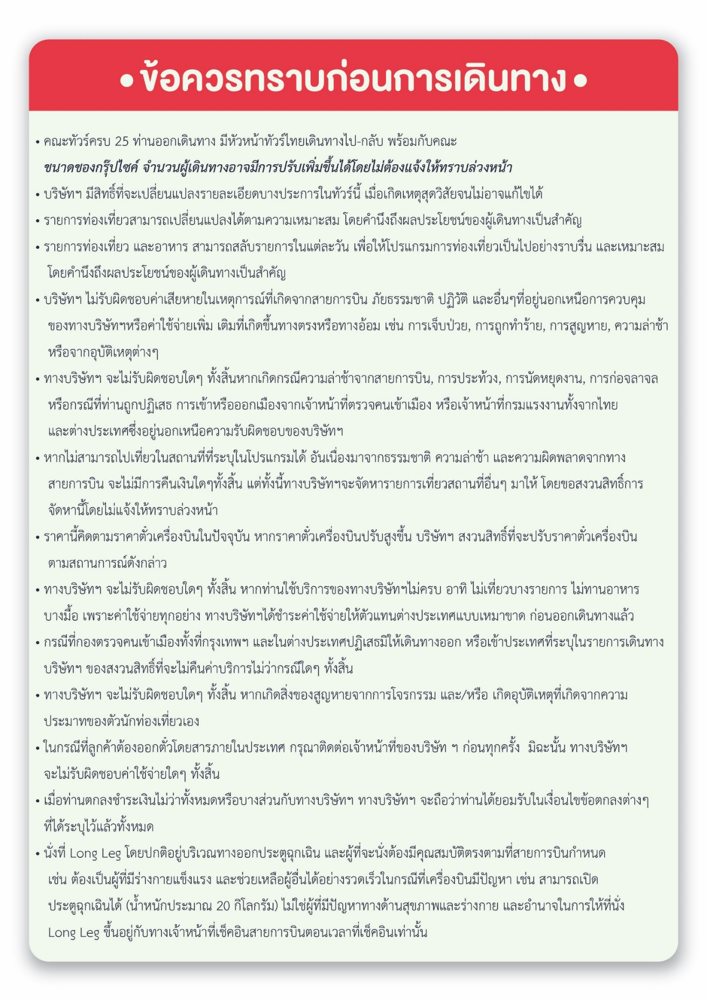 • ข้อควรทราบก่อนการเดินทาง •
• คณะทัวร์ครบ 25 ท่านออกเดินทาง มีหัวหน้าทัวร์ไทยเดินทางไป-กลับ พร้อมกับคณะ
ขนาดของกรุ๊ปไซค์ จำนวนผู้เดินทางอาจมีการปรับเพิ่มขึ้นได้โดยไม่ต้องแจ้งให้ทราบล่วงหน้า
• บริษัทฯ มีสิทธิ์ที่จะเปลี่ยนแปลงรายละเอียดบางประการในทัวร์นี้ เมื่อเกิดเหตุสุดวิสัยจนไม่อาจแก้ไขได้
• รายการท่องเที่ยวสามารถเปลี่ยนแปลงได้ตามความเหมาะสม โดยคำนึงถึงผลประโยชน์ของผู้เดินทางเป็นสำคัญ
• รายการท่องเที่ยว และอาหาร สามารถสลับรายการในแต่ละวัน เพื่อให้โปรแกรมการท่องเที่ยวเป็นไปอย่างราบรื่น และเหมาะสม
โดยคำนึงถึงผลประโยชน์ของผู้เดินทางเป็นสำคัญ
• บริษัทฯ ไม่รับผิดชอบค่าเสียหายในเหตุการณ์ที่เกิดจากสายการบิน ภัยธรรมชาติ ปฏิวัติ และอื่นๆที่อยู่นอกเหนือการควบคุม
ของทางบริษัทฯหรือค่าใช้จ่ายเพิ่ม เติมที่เกิดขึ้นทางตรงหรือทางอ้อม เช่น การเจ็บป่วย, การถูกทำร้าย, การสูญหาย, ความล่าช้า
หรือจากอุบัติเหตุต่างๆ
• ทางบริษัทฯ จะไม่รับผิดชอบใดๆ ทั้งสิ้นหากเกิดกรณีความล่าช้าจากสายการบิน, การประท้วง, การนัดหยุดงาน, การก่อจลาจล
หรือกรณีที่ท่านถูกปฏิเสธ การเข้าหรือออกเมืองจากเจ้าหน้าที่ตรวจคนเข้าเมือง หรือเจ้าหน้าที่กรมแรงงานทั้งจากไทย
และต่างประเทศซึ่งอยู่นอกเหนือความรับผิดชอบของบริษัทฯ
• หากไม่สามารถไปเที่ยวในสถานที่ที่ระบุในโปรแกรมได้ อันเนื่องมาจากธรรมชาติ ความล่าช้า และความผิดพลาดจากทาง
สายการบิน จะไม่มีการคืนเงินใดๆทั้งสิ้น แต่ทั้งนี้ทางบริษัทฯจะจัดหารายการเที่ยวสถานที่อื่นๆ มาให้ โดยขอสงวนสิทธิ์การ
จัดหานี้โดยไม่แจ้งให้ทราบล่วงหน้า
• ราคานี้คิดตามราคาตั๋วเครื่องบินในปัจจุบัน หากราคาตั๋วเครื่องบินปรับสูงขึ้น บริษัทฯ สงวนสิทธิ์ที่จะปรับราคาตั๋วเครื่องบิน
ตามสถานการณ์ดังกล่าว
• ทางบริษัทฯ จะไม่รับผิดชอบใดๆ ทั้งสิ้น หากท่านใช้บริการของทางบริษัทฯไม่ครบ อาทิ ไม่เที่ยวบางรายการ ไม่ทานอาหาร
บางมื้อ เพราะค่าใช้จ่ายทุกอย่าง ทางบริษัทฯได้ชำระค่าใช้จ่ายให้ตัวแทนต่างประเทศแบบเหมาขาด ก่อนออกเดินทางแล้ว
• กรณีที่กองตรวจคนเข้าเมืองทั้งที่กรุงเทพฯ และในต่างประเทศปฏิเสธมิให้เดินทางออก หรือเข้าประเทศที่ระบุในรายการเดินทาง
บริษัทฯ ของสงวนสิทธิ์ที่จะไม่คืนค่าบริการไม่ว่ากรณีใดๆ ทั้งสิ้น
• ทางบริษัทฯ จะไม่รับผิดชอบใดๆ ทั้งสิ้น หากเกิดสิ่งของสูญหายจากการโจรกรรม และ/หรือ เกิดอุบัติเหตุที่เกิดจากความ
ประมาทของตัวนักท่องเที่ยวเอง
• ในกรณีที่ลูกค้าต้องออกตั๋วโดยสารภายในประเทศ กรุณาติดต่อเจ้าหน้าที่ของบริษัท ฯ ก่อนทุกครั้ง มิฉะนั้น ทางบริษัทฯ
จะไม่รับผิดชอบค่าใช้จ่ายใดๆ ทั้งสิ้น
• เมื่อท่านตกลงชำระเงินไม่ว่าทั้งหมดหรือบางส่วนกับทางบริษัทฯ ทางบริษัทฯ จะถือว่าท่านได้ยอมรับในเงื่อนไขข้อตกลงต่างๆ
ที่ได้ระบุไว้แล้วทั้งหมด
• นั่งที่ Long Leg โดยปกติอยู่บริเวณทางออกประตูฉุกเฉิน และผู้ที่จะนั่งต้องมีคุณสมบัติตรงตามที่สายการบินกำหนด
เช่น ต้องเป็นผู้ที่มีร่างกายแข็งแรง และช่วยเหลือผู้อื่นได้อย่างรวดเร็วในกรณีที่เครื่องบินมีปัญหา เช่น สามารถเปิด
ประตูฉุกเฉินได้ (น้ำหนักประมาณ 20 กิโลกรัม) ไม่ใช่ผู้ที่มีปัญหาทางด้านสุขภาพและร่างกาย และอำนาจในการให้ที่นั่ง
Long Leg ขึ้นอยู่กับทางเจ้าหน้าที่เช็คอินสายการบินตอนเวลาที่เช็คอินเท่านั้น